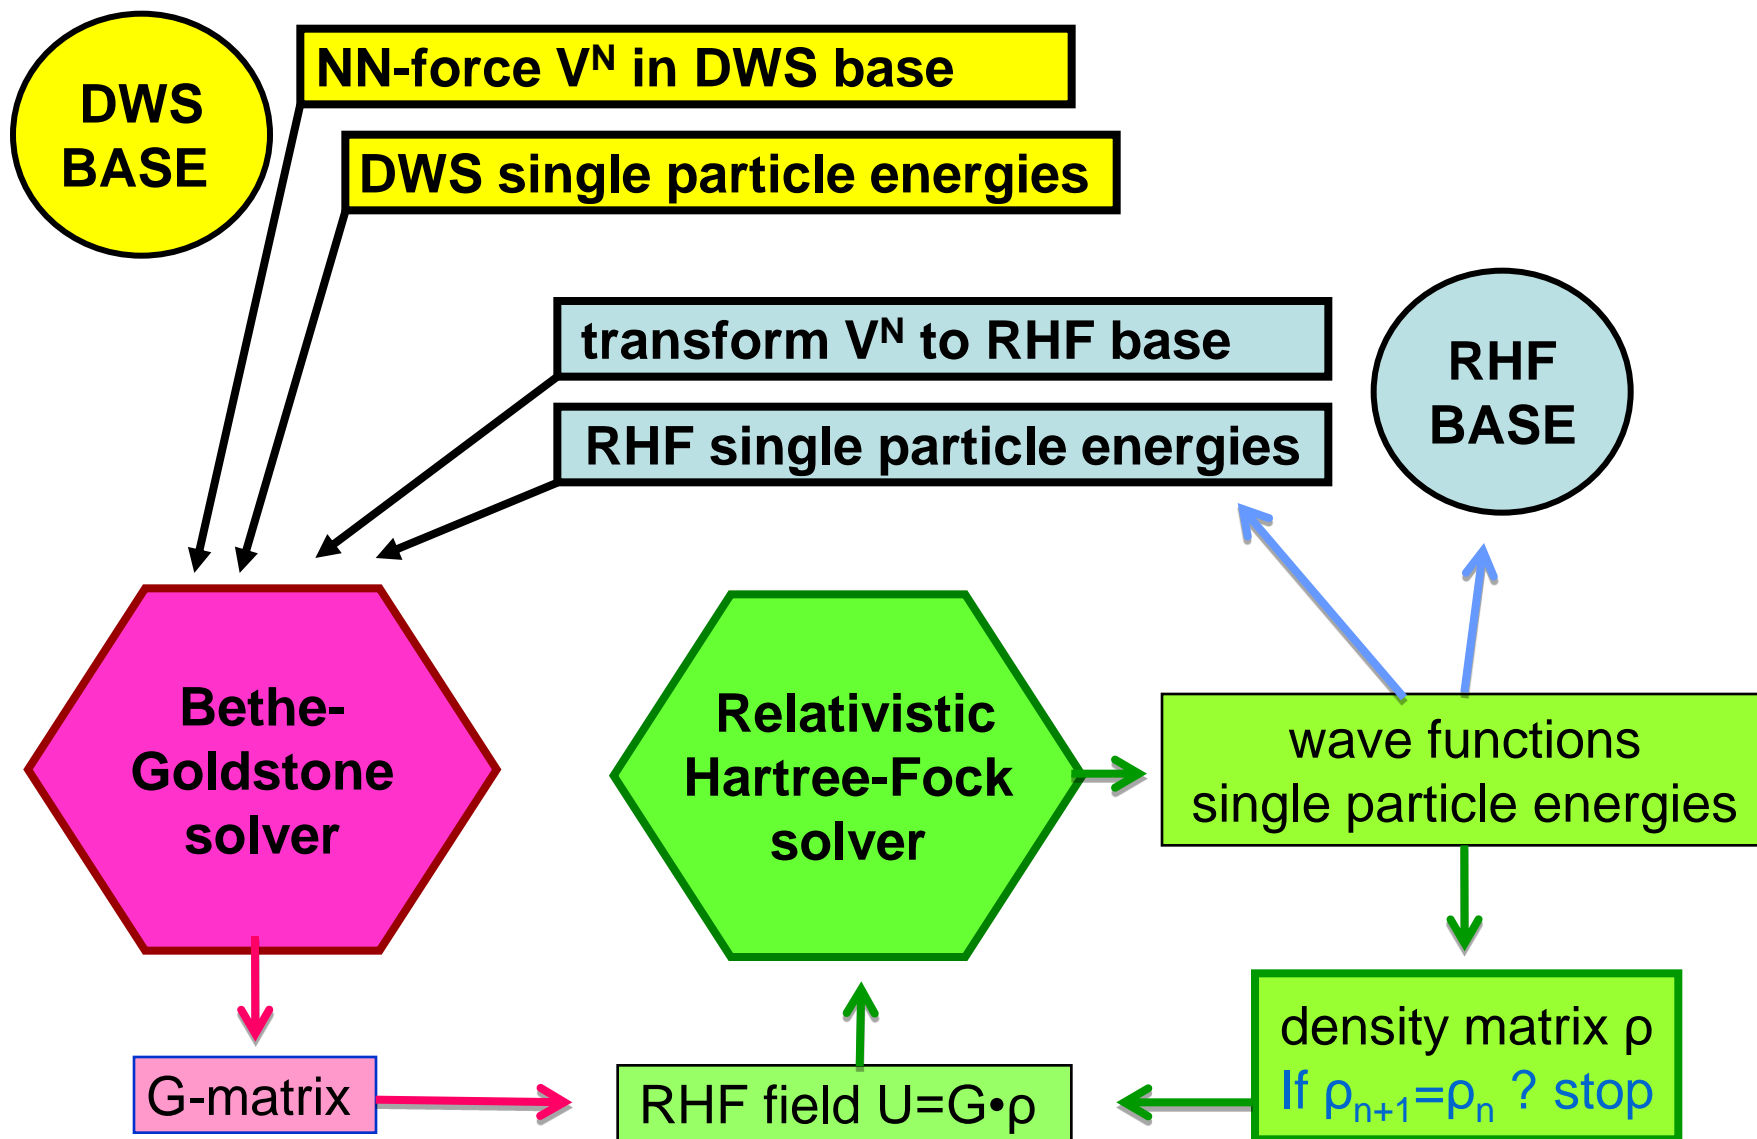 DWS
BASE
NN-force Vᴺ in DWS base
DWS single particle energies
transform Vᴺ to RHF base
RHF single particle energies
RHF
BASE
Bethe-
Goldstone
solver
Relativistic
Hartree-Fock
solver
wave functions
single particle energies
G-matrix
RHF field U=G•ρ
density matrix ρ
If ρₙ₊₁=ρₙ ? stop